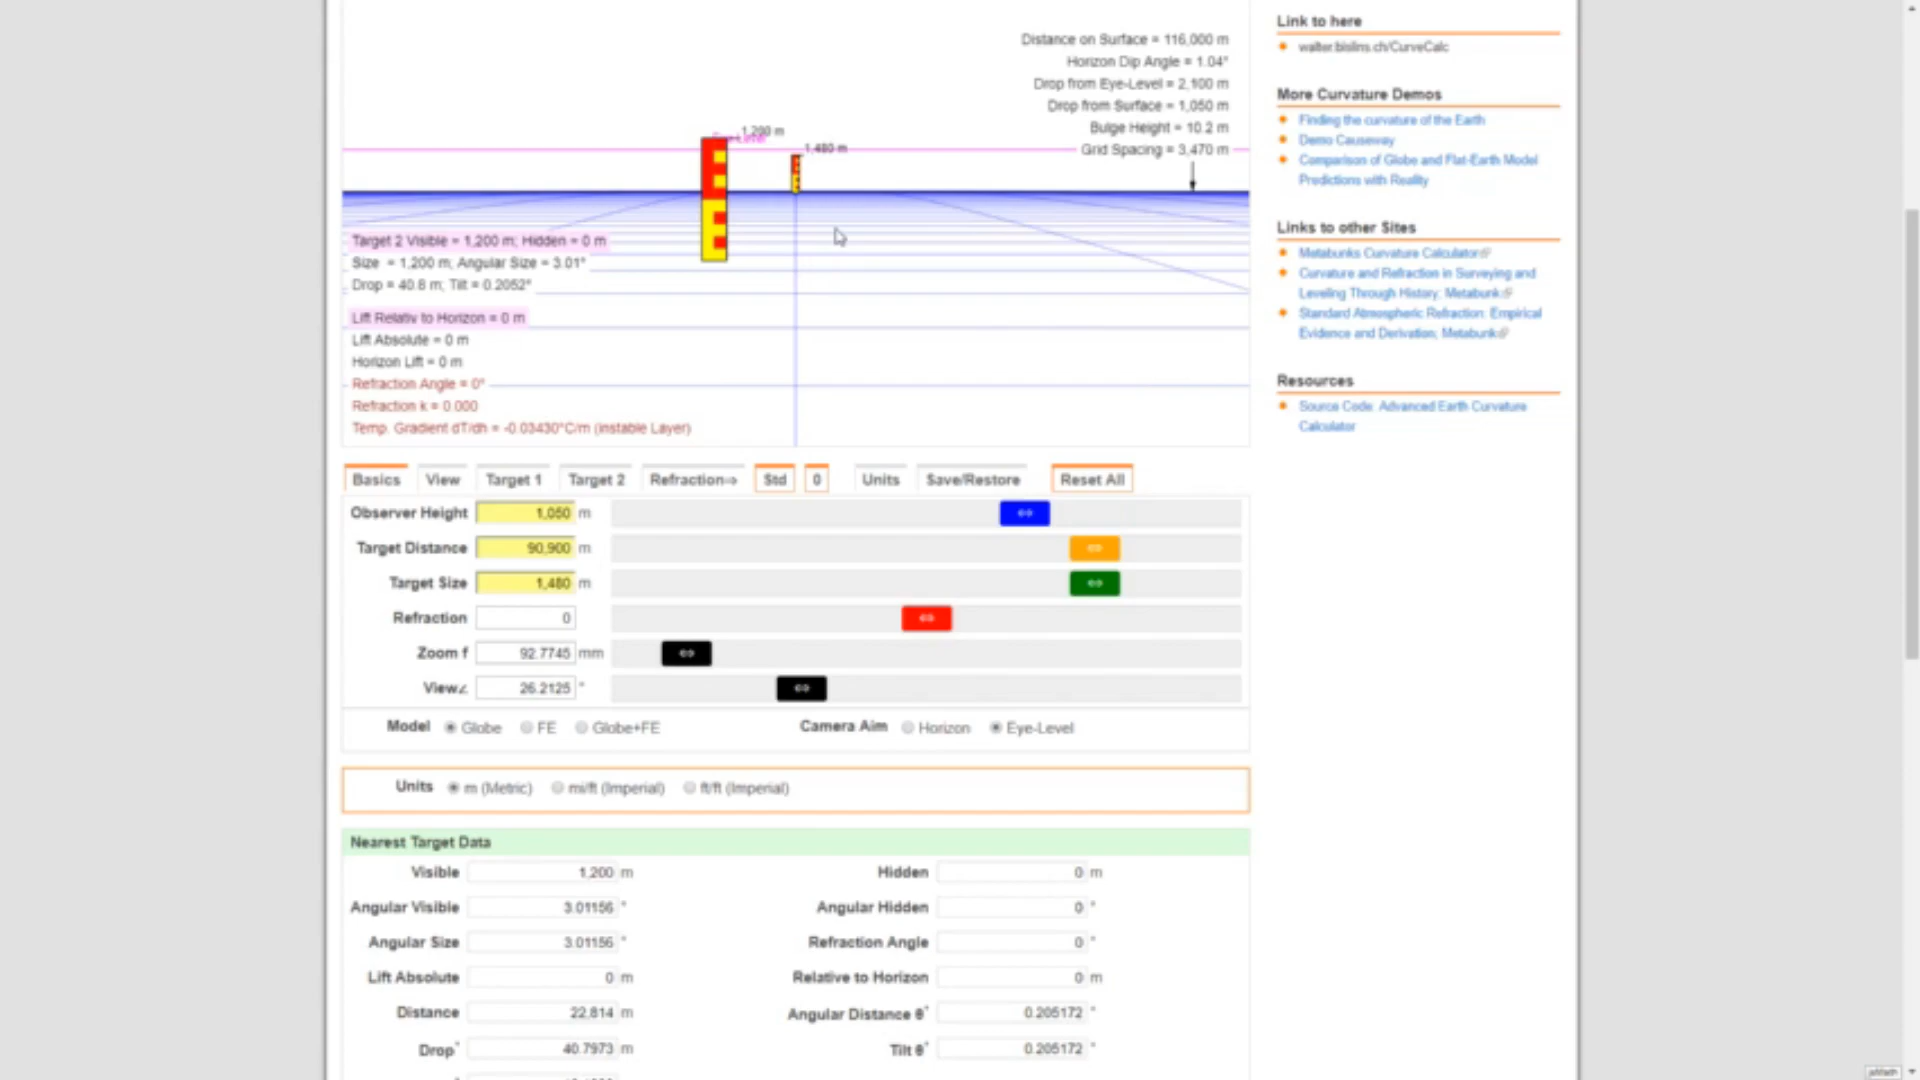 Distance on Surface = 116,000 m
Horizon Dip Angle = 1.04°
Drop from Eye-Level = 2,100 m
Drop from Surface = 1,050 m
Bulge Height = 10.2 m
Grid Spacing = 3,470 m
1,200 m
1,480 m
Target 2 Visible = 1,200 m; Hidden = 0 m
Size = 1,200 m; Angular Size = 3.01°
Drop = 40.8 m; Tilt = 0.2052°
Lift Relativ to Horizon = 0 m
Lift Absolute = 0 m
Horizon Lift = 0 m
Refraction Angle = 0°
Refraction k = 0.000
Temp. Gradient dT/dh = -0.03430°C/m (instable Layer)
Basics View Target 1 Target 2 Refraction⇒ Std 0 Units Save/Restore Reset All
Observer Height 1,050 m
Target Distance 90,900 m
Target Size 1,480 m
Refraction 0
Zoom f 92.7745 mm
View∠ 26.2125 °
Model Globe FE Globe+FE Camera Aim Horizon Eye-Level
Units m (Metric) mi/ft (Imperial) ft/ft (Imperial)
Nearest Target Data
Visible 1,200 m Hidden 0 m
Angular Visible 3.01156 ° Angular Hidden 0 °
Angular Size 3.01156 ° Refraction Angle 0 °
Lift Absolute 0 m Relative to Horizon 0 m
Distance 22,814 m Angular Distance θ* 0.205172 °
Drop* 40.7973 m Tilt θ* 0.205172 °
Link to here
walter.bislins.ch/CurveCalc
More Curvature Demos
Finding the curvature of the Earth
Demo Causeway
Comparison of Globe and Flat-Earth Model
Predictions with Reality
Links to other Sites
Metabunks Curvature Calculator
Curvature and Refraction in Surveying and
Leveling Through History; Metabunk
Standard Atmospheric Refraction: Empirical
Evidence and Derivation; Metabunk
Resources
Source Code: Advanced Earth Curvature
Calculator